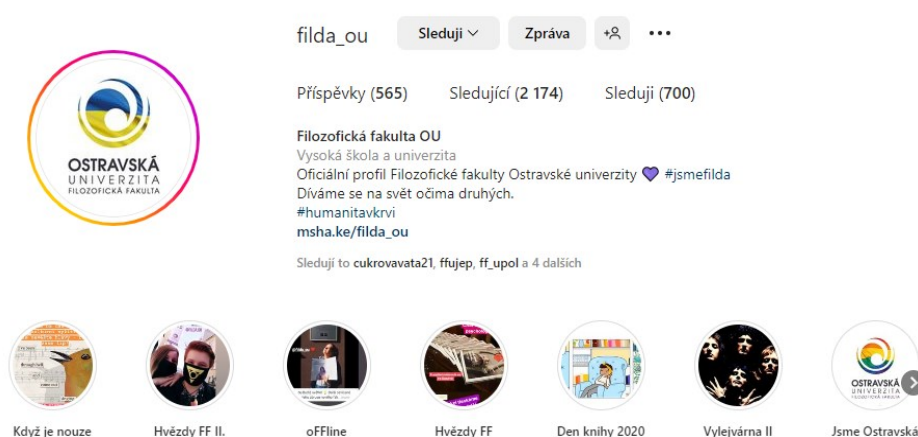 filda_ou
Sleduji
Zpráva
Příspěvky (565)
Sledující (2 174)
Sleduji (700)
OSTRAVSKÁ
UNIVERZITA
FILOZOFICKÁ FAKULTA
Filozofická fakulta OU
Vysoká škola a univerzita
Oficiální profil Filozofické fakulty Ostravské univerzity 💜 #jsmefilda
Díváme se na svět očima druhých.
#humanitavkrvi
msha.ke/filda_ou
Sledují to cukrovavata21, ffujep, ff_upol a 4 dalších
OSTRAVSKÁ
Když je nouze
Hvězdy FF II.
oFFline
Hvězdy FF
Den knihy 2020
Vylejvárna II
Jsme Ostravská